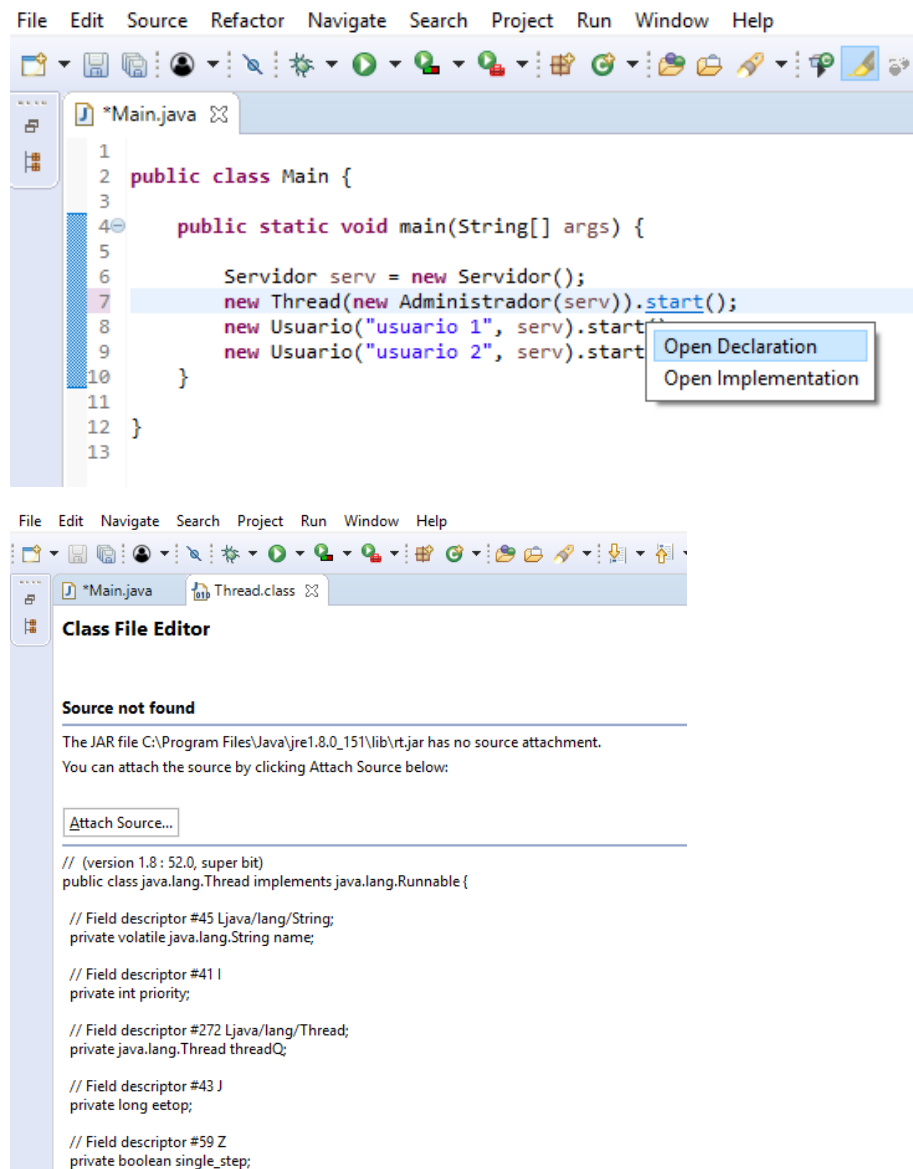 File Edit Source Refactor Navigate Search Project Run Window Help
*Main.java
1
2 public class Main {
3
4 public static void main(String[] args) {
5
6 Servidor serv = new Servidor();
7 new Thread(new Administrador(serv)).start();
8 new Usuario("usuario 1", serv).start()
9 new Usuario("usuario 2", serv).start
10 }
11
12 }
13
Open Declaration
Open Implementation
File Edit Navigate Search Project Run Window Help
*Main.java Thread.class
Class File Editor
Source not found
The JAR file C:\Program Files\Java\jre1.8.0_151\lib\rt.jar has no source attachment.
You can attach the source by clicking Attach Source below:
Attach Source...
// (version 1.8 : 52.0, super bit)
public class java.lang.Thread implements java.lang.Runnable {
// Field descriptor #45 Ljava/lang/String;
private volatile java.lang.String name;
// Field descriptor #41 I
private int priority;
// Field descriptor #272 Ljava/lang/Thread;
private java.lang.Thread threadQ;
// Field descriptor #43 J
private long eetop;
// Field descriptor #59 Z
private boolean single_step;